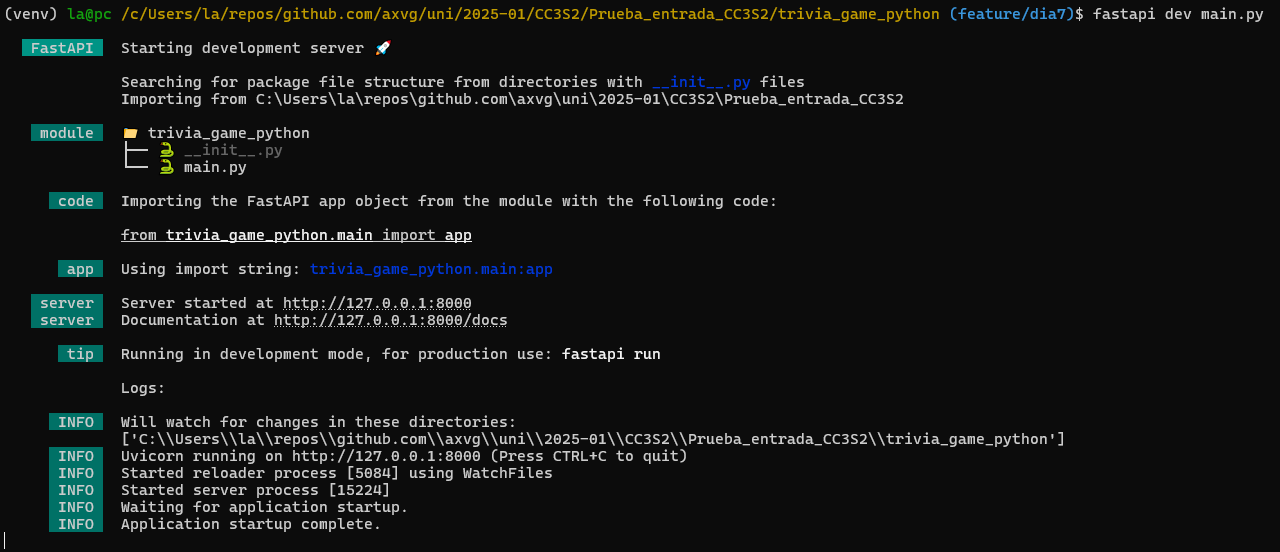 (venv) la@pc /c/Users/la/repos/github.com/axvg/uni/2025-01/CC3S2/Prueba_entrada_CC3S2/trivia_game_python (feature/dia7)$ fastapi dev main.py
FastAPI Starting development server 🚀
Searching for package file structure from directories with __init__.py files
Importing from C:\Users\la\repos\github.com\axvg\uni\2025-01\CC3S2\Prueba_entrada_CC3S2
module 📁 trivia_game_python
├── 🐍 __init__.py
└── 🐍 main.py
code Importing the FastAPI app object from the module with the following code:
from trivia_game_python.main import app
app Using import string: trivia_game_python.main:app
server Server started at http://127.0.0.1:8000
server Documentation at http://127.0.0.1:8000/docs
tip Running in development mode, for production use: fastapi run
Logs:
INFO Will watch for changes in these directories:
['C:\\Users\\la\\repos\\github.com\\axvg\\uni\\2025-01\\CC3S2\\Prueba_entrada_CC3S2\\trivia_game_python']
INFO Uvicorn running on http://127.0.0.1:8000 (Press CTRL+C to quit)
INFO Started reloader process [5084] using WatchFiles
INFO Started server process [15224]
INFO Waiting for application startup.
INFO Application startup complete.